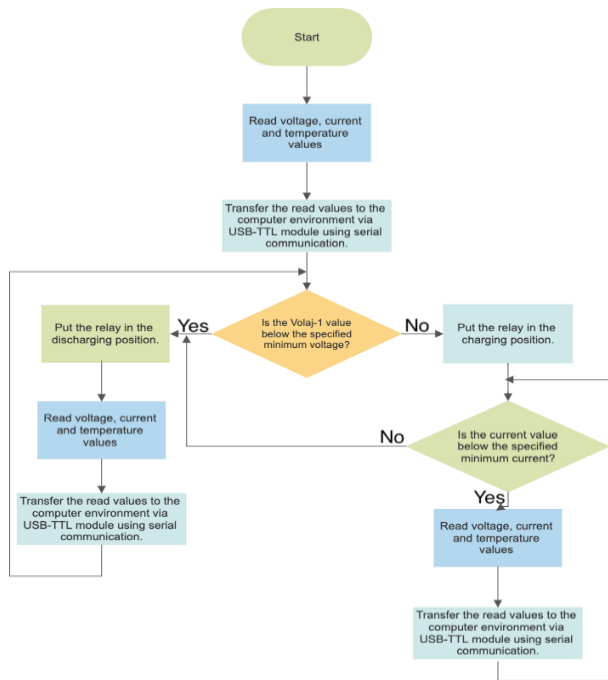 Start
Read voltage, current
and temperature
values
Transfer the read values to the
computer environment via
USB-TTL module using serial
communication.
Is the Volaj-1 value
below the specified
minimum voltage?
Yes
No
Put the relay in the
discharging position.
Put the relay in the
charging position.
Read voltage, current
and temperature
values
Transfer the read values to the
computer environment via
USB-TTL module using serial
communication.
Is the current value
below the specified
minimum current?
No
Yes
Read voltage, current
and temperature
values
Transfer the read values to the
computer environment via
USB-TTL module using serial
communication.